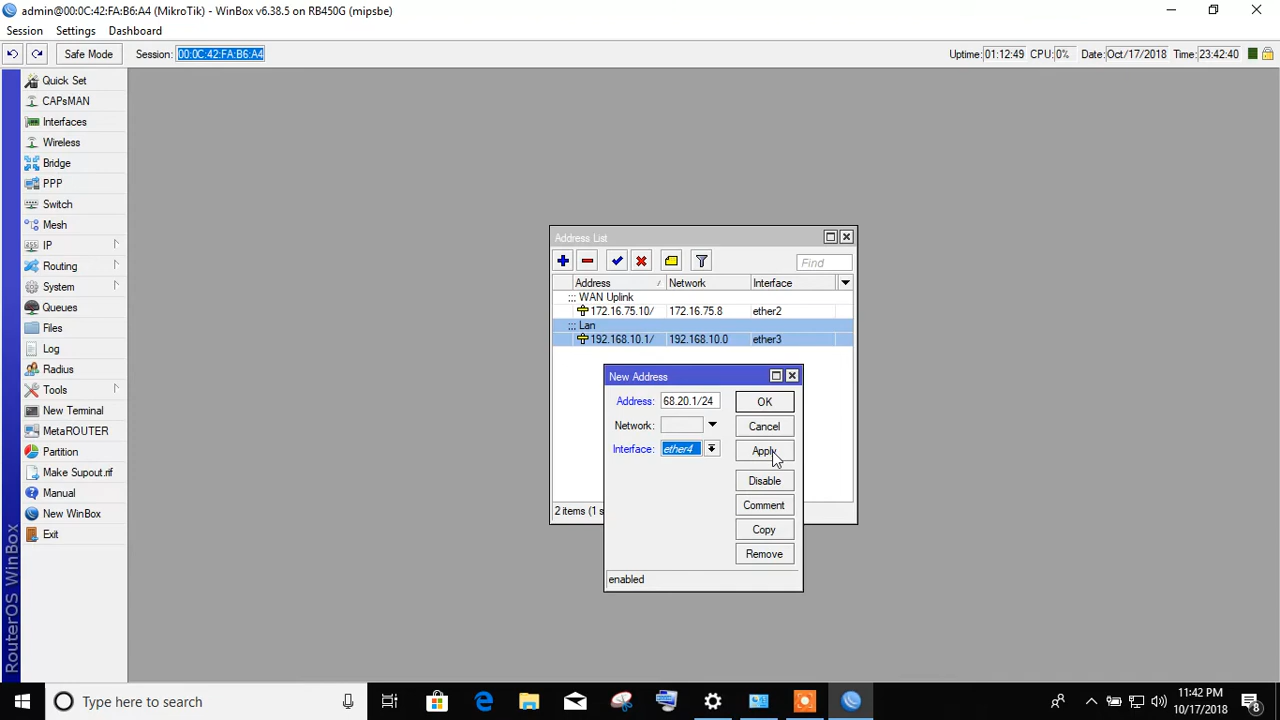 admin@00:0C:42:FA:B6:A4 (MikroTik) - WinBox v6.38.5 on RB450G (mipsbe)
Session Settings Dashboard
Safe Mode Session: 00:0C:42:FA:B6:A4 Uptime: 01:12:49 CPU: 0% Date: Oct/17/2018 Time: 23:42:40
Quick Set
CAPsMAN
Interfaces
Wireless
Bridge
PPP
Switch
Mesh
IP
Routing
System
Queues
Files
Log
Radius
Tools
New Terminal
MetaROUTER
Partition
Make Supout.rif
Manual
New WinBox
Exit
RouterOS WinBox
Address List
Find
Address Network Interface
;;; WAN Uplink
172.16.75.10/ 172.16.75.8 ether2
;;; Lan
192.168.10.1/ 192.168.10.0 ether3
2 items (1 s
New Address
Address: 68.20.1/24 OK
Network: Cancel
Interface: ether4 Apply
Disable
Comment
Copy
Remove
enabled
Type here to search
11:42 PM
10/17/2018
8